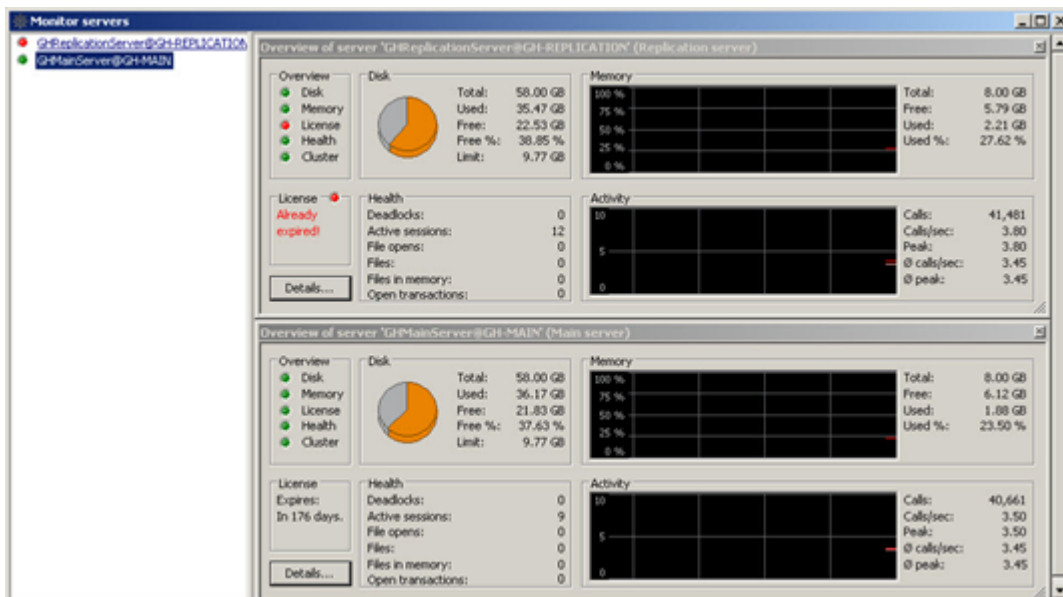 Monitor servers
GHReplicationServer@GH-REPLICATION
GHMainServer@GH-MAIN
Overview of server 'GHReplicationServer@GH-REPLICATION' (Replication server)
Overview
Disk
Memory
License
Health
Cluster
Disk
Total: 58.00 GB
Used: 35.47 GB
Free: 22.53 GB
Free %: 38.85 %
Limit: 9.77 GB
Memory
100 %
75 %
50 %
25 %
0 %
Total: 8.00 GB
Free: 5.79 GB
Used: 2.21 GB
Used %: 27.62 %
License
Already
expired!
Details...
Health
Deadlocks: 0
Active sessions: 12
File opens: 0
Files: 0
Files in memory: 0
Open transactions: 0
Activity
10
5
0
Calls: 41,481
Calls/sec: 3.80
Peak: 3.80
Ø calls/sec: 3.45
Ø peak: 3.45
Overview of server 'GHMainServer@GH-MAIN' (Main server)
Overview
Disk
Memory
License
Health
Cluster
Disk
Total: 58.00 GB
Used: 36.17 GB
Free: 21.83 GB
Free %: 37.63 %
Limit: 9.77 GB
Memory
100 %
75 %
50 %
25 %
0 %
Total: 8.00 GB
Free: 6.12 GB
Used: 1.88 GB
Used %: 23.50 %
License
Expires:
In 176 days.
Details...
Health
Deadlocks: 0
Active sessions: 9
File opens: 0
Files: 0
Files in memory: 0
Open transactions: 0
Activity
10
5
0
Calls: 40,661
Calls/sec: 3.50
Peak: 3.50
Ø calls/sec: 3.45
Ø peak: 3.45